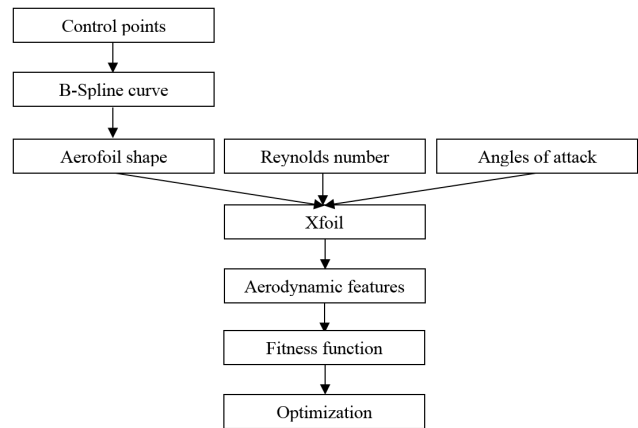 Control points
B-Spline curve
Aerofoil shape
Reynolds number
Angles of attack
Xfoil
Aerodynamic features
Fitness function
Optimization